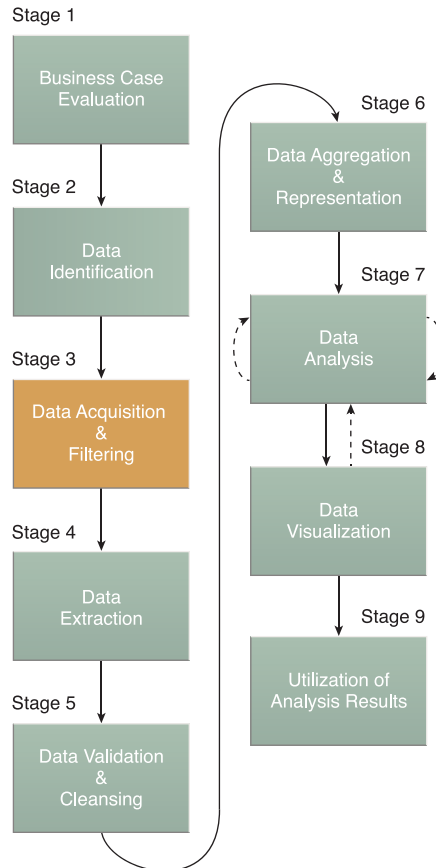 Stage 1
Business Case
Evaluation
Stage 2
Data
Identification
Stage 3
Data Acquisition
&
Filtering
Stage 4
Data
Extraction
Stage 5
Data Validation
&
Cleansing
Stage 6
Data Aggregation
&
Representation
Stage 7
Data
Analysis
Stage 8
Data
Visualization
Stage 9
Utilization of
Analysis Results